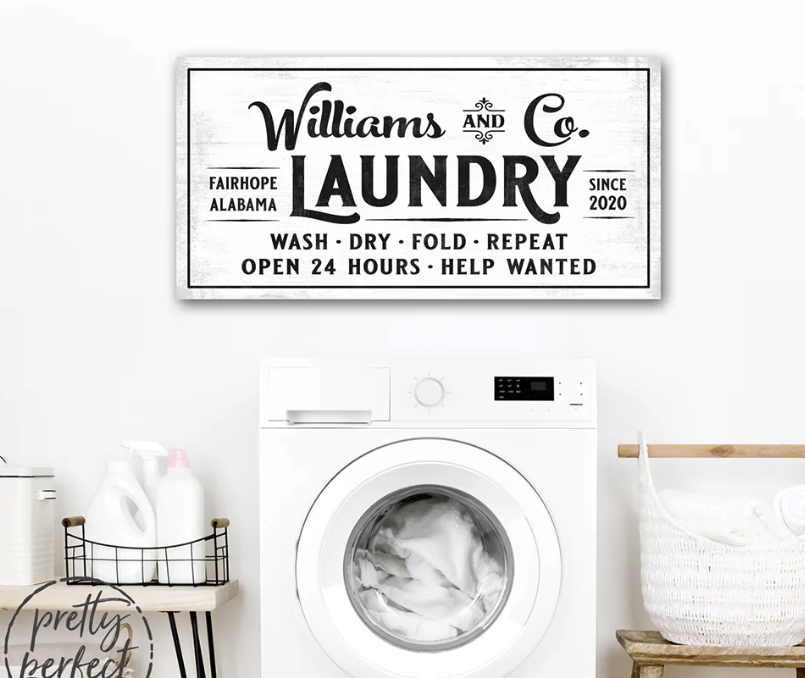 Williams AND Co.
FAIRHOPE
ALABAMA
LAUNDRY
SINCE
2020
WASH · DRY · FOLD · REPEAT
OPEN 24 HOURS · HELP WANTED
pretty
perfect